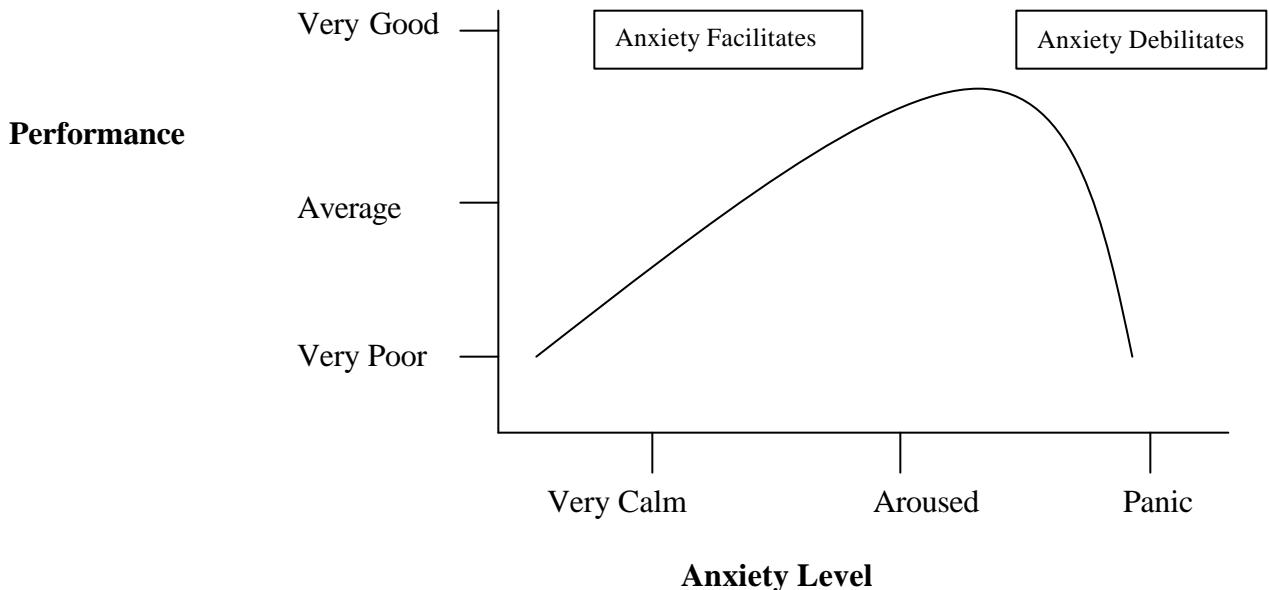 Very Good
Anxiety Facilitates
Anxiety Debilitates
Performance
Average
Very Poor
Very Calm
Aroused
Panic
Anxiety Level